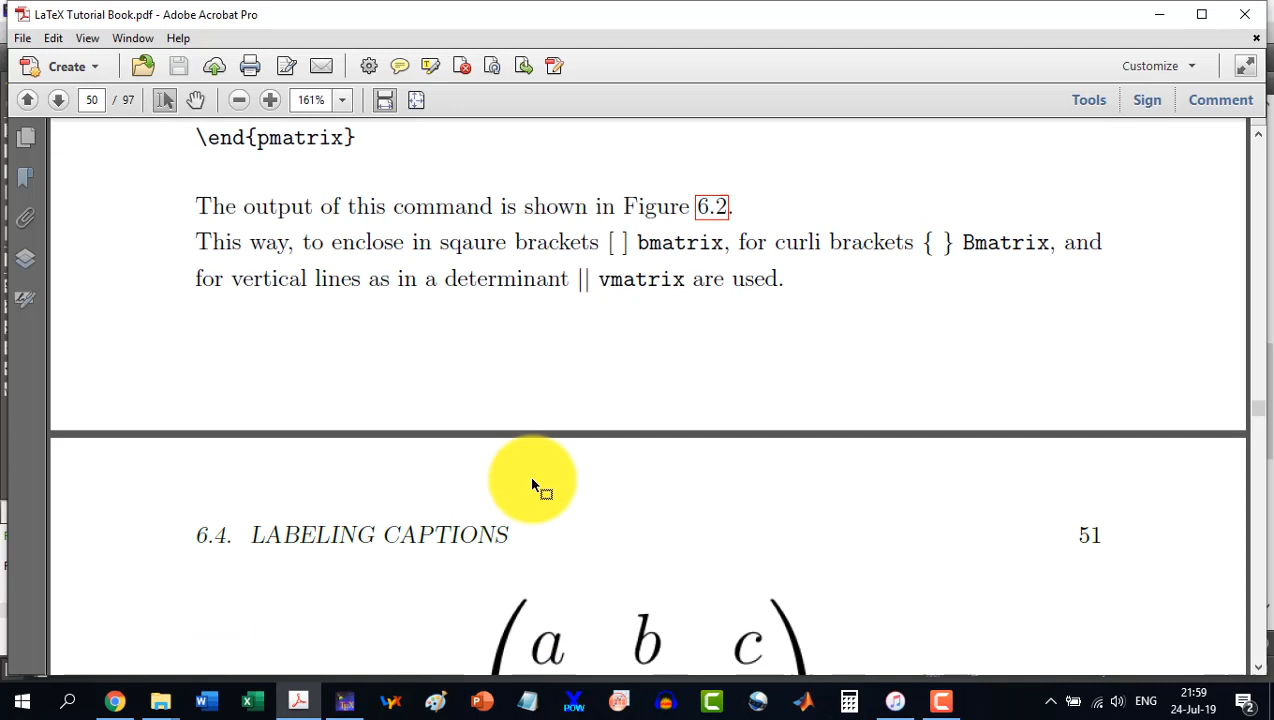 LaTeX Tutorial Book.pdf - Adobe Acrobat Pro
File Edit View Window Help
Create Customize
50 / 97 161% Tools Sign Comment
\end{pmatrix}
The output of this command is shown in Figure 6.2.
This way, to enclose in sqaure brackets [ ] bmatrix, for curli brackets { } Bmatrix, and
for vertical lines as in a determinant || vmatrix are used.
6.4. LABELING CAPTIONS 51
( a b c )
POW ENG 21:59
24-Jul-19 2